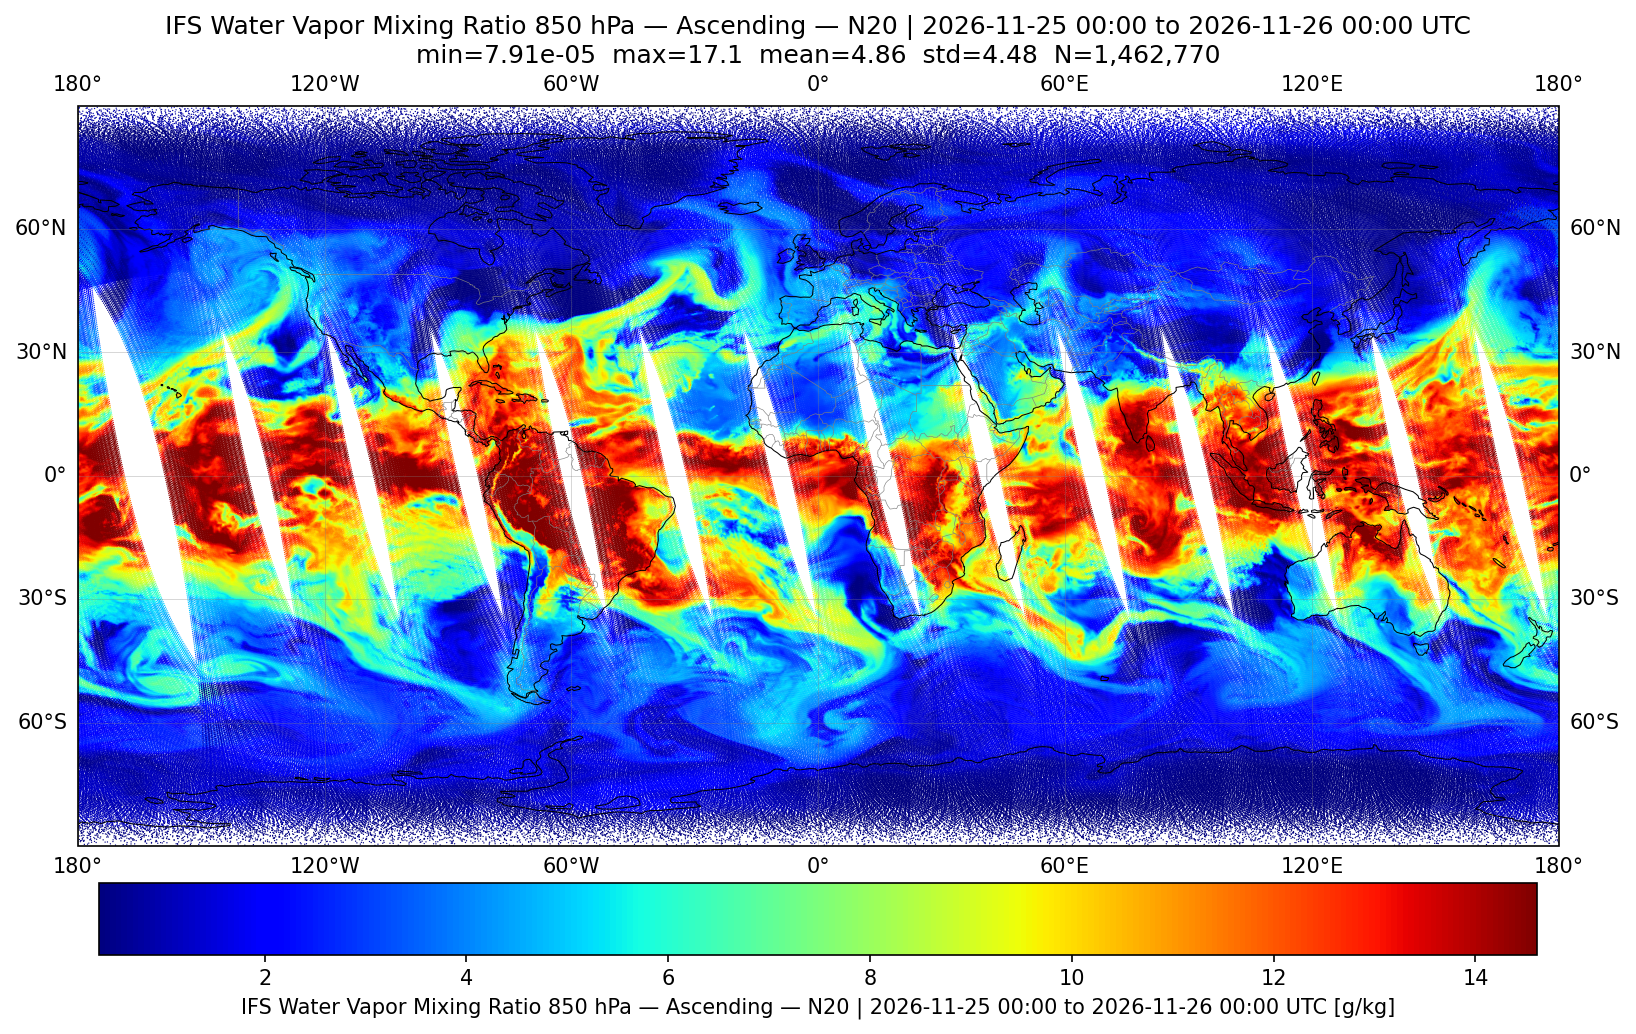 IFS Water Vapor Mixing Ratio 850 hPa — Ascending — N20 | 2026-11-25 00:00 to 2026-11-26 00:00 UTC
min=7.91e-05 max=17.1 mean=4.86 std=4.48 N=1,462,770
180° 120°W 60°W 0° 60°E 120°E 180°
60°N 60°N
30°N 30°N
0° 0°
30°S 30°S
60°S 60°S
180° 120°W 60°W 0° 60°E 120°E 180°
2 4 6 8 10 12 14
IFS Water Vapor Mixing Ratio 850 hPa — Ascending — N20 | 2026-11-25 00:00 to 2026-11-26 00:00 UTC [g/kg]